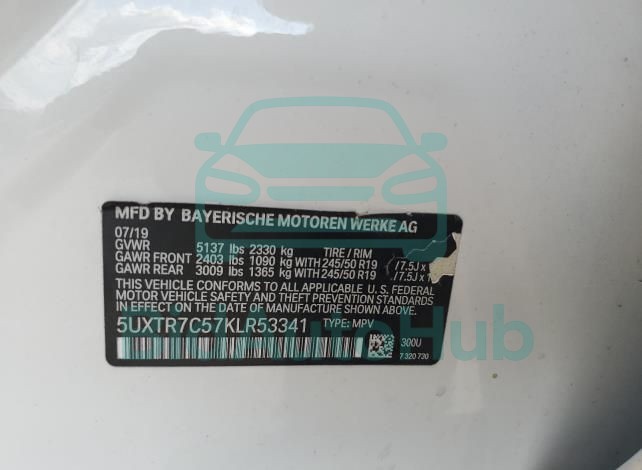 MFD BY BAYERISCHE MOTOREN WERKE AG
07/19
GVWR 5137 lbs 2330 kg TIRE / RIM
GAWR FRONT 2403 lbs 1090 kg WITH 245/50 R19 /7.5J x
GAWR REAR 3009 lbs 1365 kg WITH 245/50 R19 /7.5J x
THIS VEHICLE CONFORMS TO ALL APPLICABLE U. S. FEDERAL
MOTOR VEHICLE SAFETY AND THEFT PREVENTION STANDARDS
IN EFFECT ON THE DATE OF MANUFACTURE SHOWN ABOVE.
5UXTR7C57KLR53341 TYPE: MPV
300U
7 320 730
AutoHub